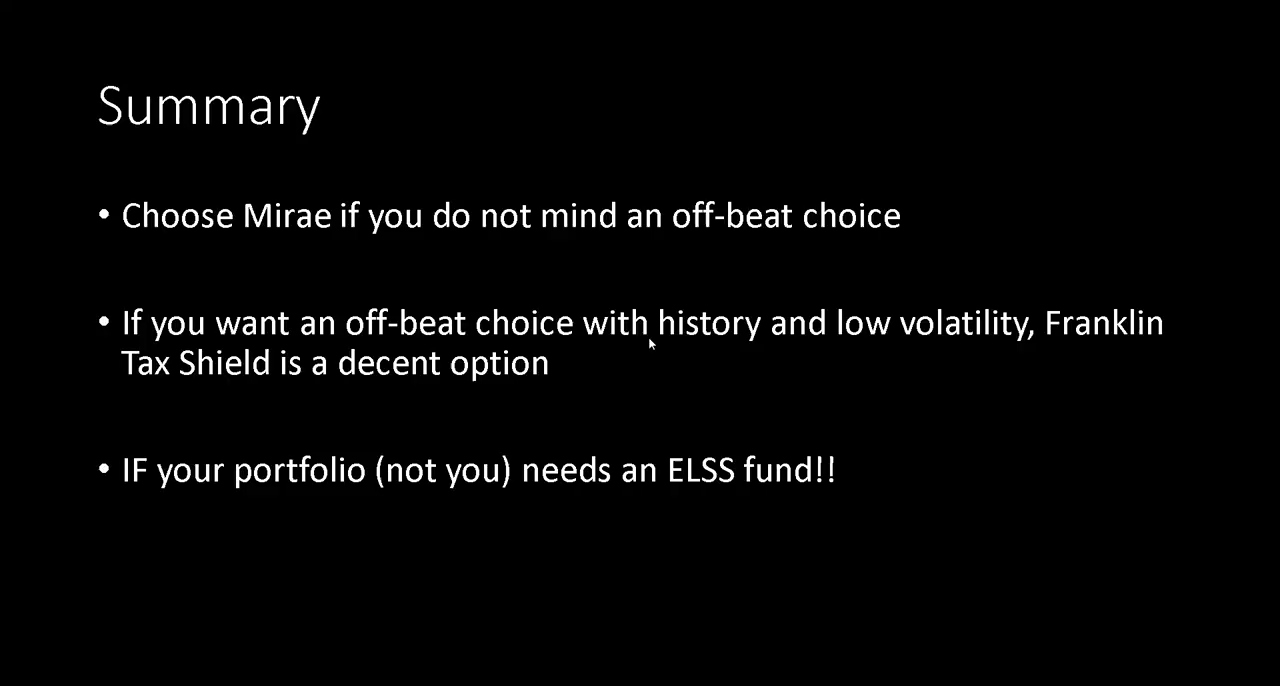 Summary
• Choose Mirae if you do not mind an off-beat choice
• If you want an off-beat choice with history and low volatility, Franklin
Tax Shield is a decent option
• IF your portfolio (not you) needs an ELSS fund!!